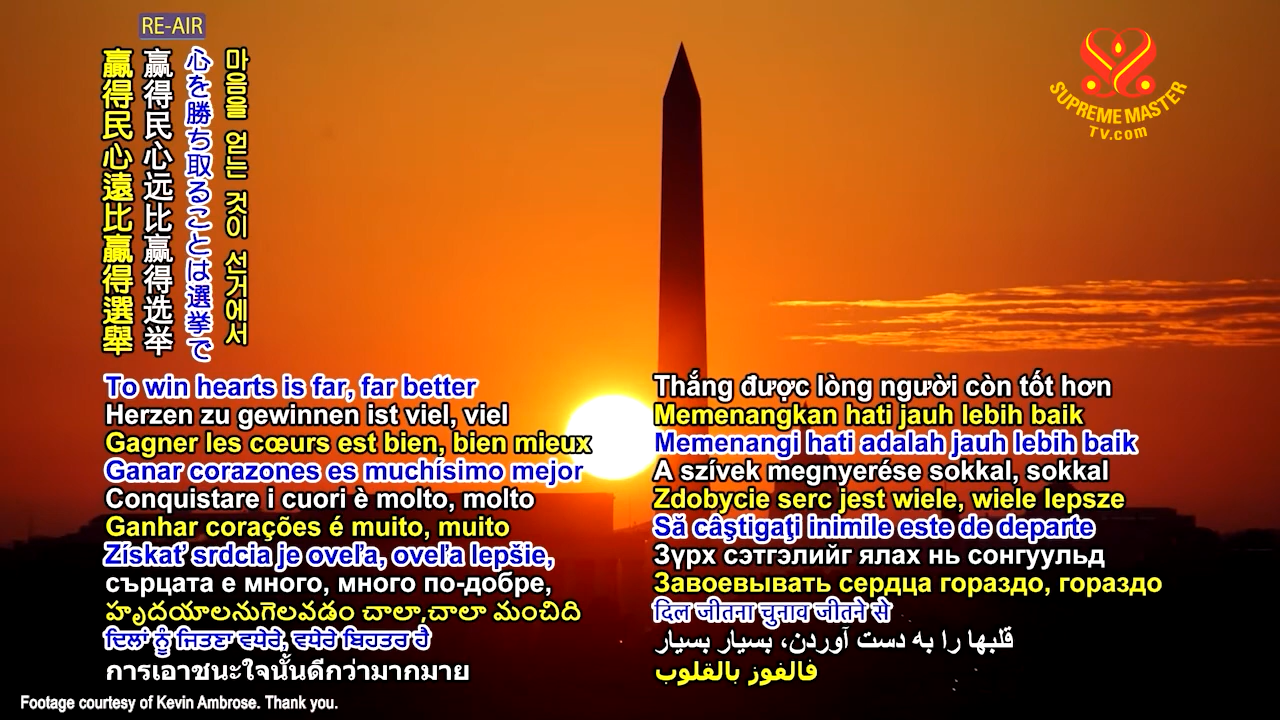 RE-AIR
贏得民心遠比贏得選舉
赢得民心远比赢得选举
心を勝ち取ることは選挙で
마음을 얻는 것이 선거에서
SUPREME MASTER
TV.com
To win hearts is far, far better
Herzen zu gewinnen ist viel, viel
Gagner les cœurs est bien, bien mieux
Ganar corazones es muchísimo mejor
Conquistare i cuori è molto, molto
Ganhar corações é muito, muito
Získať srdcia je oveľa, oveľa lepšie,
сърцата е много, много по-добре,
హృదయాలనుగెలవడం చాలా,చాలా మంచిది
ਦਿਲਾਂ ਨੂੰ ਜਿਤਣਾ ਵਧੇਰੇ, ਵਧੇਰੇ ਬਿਹਤਰ ਹੈ
การเอาชนะใจนั้นดีกว่ามากมาย
Thắng được lòng người còn tốt hơn
Memenangkan hati jauh lebih baik
Memenangi hati adalah jauh lebih baik
A szívek megnyerése sokkal, sokkal
Zdobycie serc jest wiele, wiele lepsze
Să câştigaţi inimile este de departe
Зүрх сэтгэлийг ялах нь сонгуульд
Завоевывать сердца гораздо, гораздо
दिल जीतना चुनाव जीतने से
قلبها را به دست آوردن، بسیار بسیار
فالفوز بالقلوب
Footage courtesy of Kevin Ambrose. Thank you.